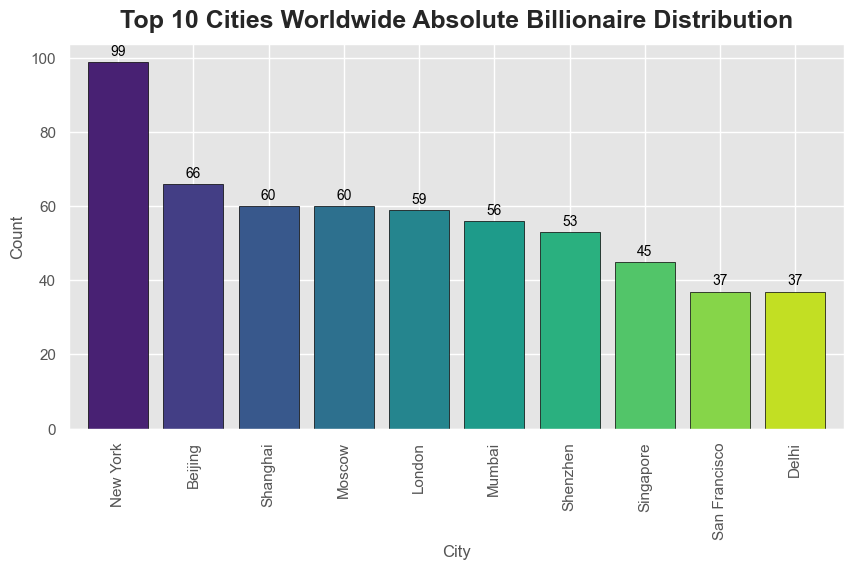 Top 10 Cities Worldwide Absolute Billionaire Distribution
Count
100
80
60
40
20
0
99
66
60
60
59
56
53
45
37
37
New York
Beijing
Shanghai
Moscow
London
Mumbai
Shenzhen
Singapore
San Francisco
Delhi
City